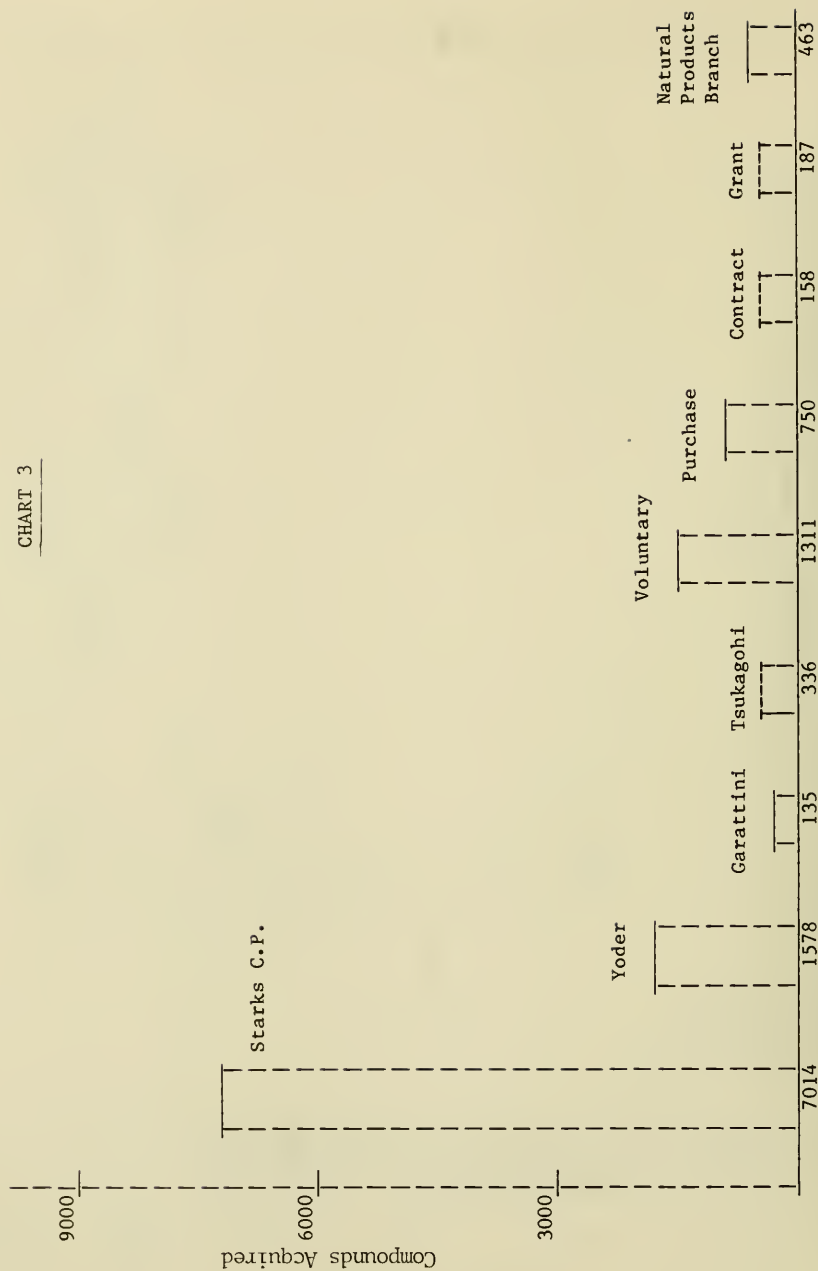 CHART 3
Compounds Acquired
9000
6000
3000
Starks C.P.
7014
Yoder
1578
Garattini
135
Tsukagohi
336
Voluntary
1311
Purchase
750
Contract
158
Grant
187
Natural
Products
Branch
463